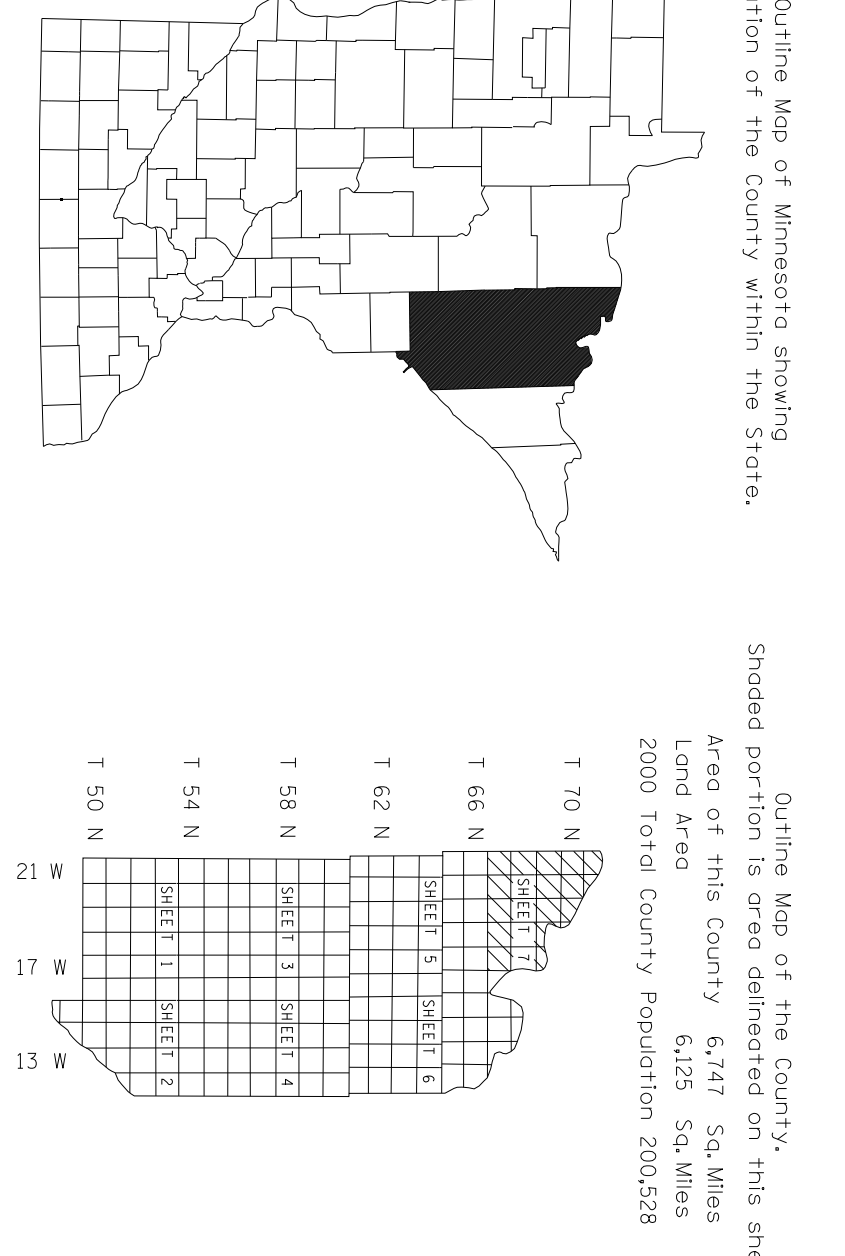 Outline Map of Minnesota showing
tion of the County within the State.
Outline Map of the County.
Shaded portion is area delineated on this she
Area of this County 6,747 Sq. Miles
Land Area 6,125 Sq. Miles
2000 Total County Population 200,528
T 70 N
T 66 N
T 62 N
T 58 N
T 54 N
T 50 N
SHEET 7
SHEET 5
SHEET 6
SHEET 3
SHEET 4
SHEET 1
SHEET 2
21 W
17 W
13 W